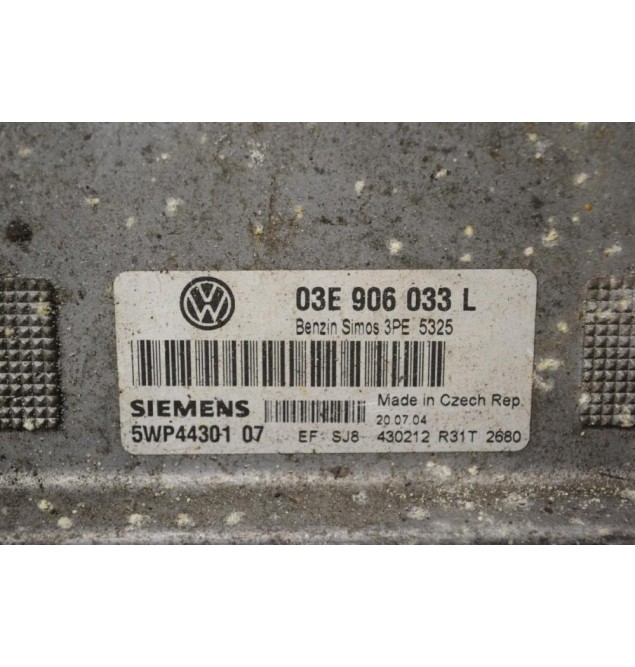 03E 906 033 L
Benzin Simos 3PE 5325
SIEMENS
Made in Czech Rep.
20.07.04
5WP44301 07 EF: SJ8- 430212 R31T 2680